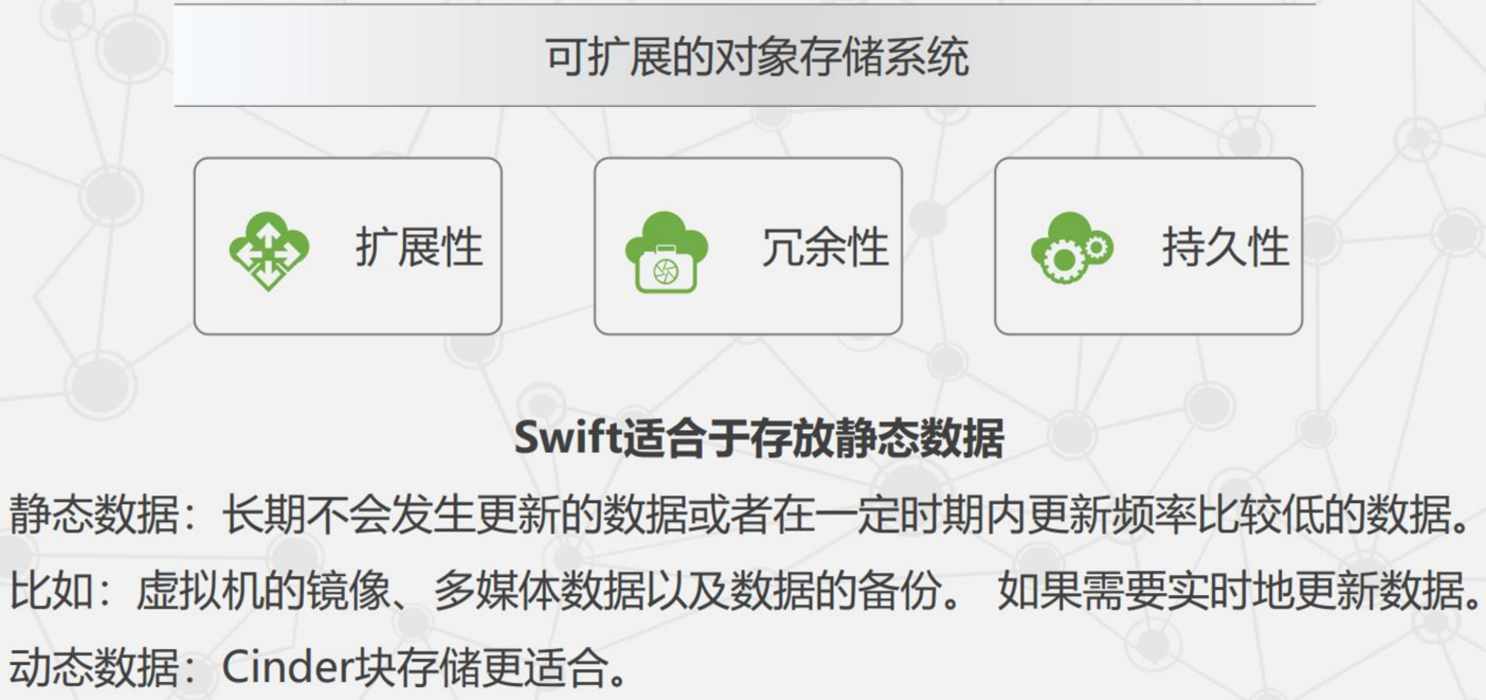 可扩展的对象存储系统
扩展性
冗余性
持久性
Swift适合于存放静态数据
静态数据：长期不会发生更新的数据或者在一定时期内更新频率比较低的数据。
比如：虚拟机的镜像、多媒体数据以及数据的备份。 如果需要实时地更新数据。
动态数据：Cinder块存储更适合。